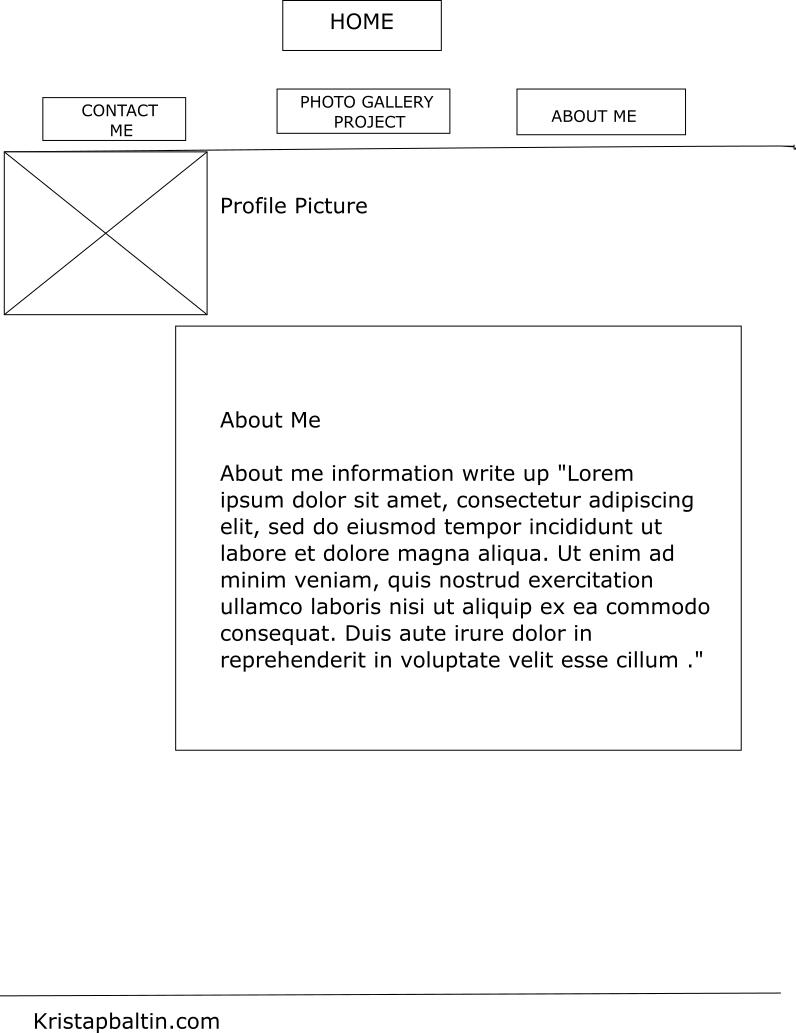 HOME
CONTACT
ME
PHOTO GALLERY
PROJECT
ABOUT ME
Profile Picture
About Me
About me information write up "Lorem
ipsum dolor sit amet, consectetur adipiscing
elit, sed do eiusmod tempor incididunt ut
labore et dolore magna aliqua. Ut enim ad
minim veniam, quis nostrud exercitation
ullamco laboris nisi ut aliquip ex ea commodo
consequat. Duis aute irure dolor in
reprehenderit in voluptate velit esse cillum ."
Kristapbaltin.com